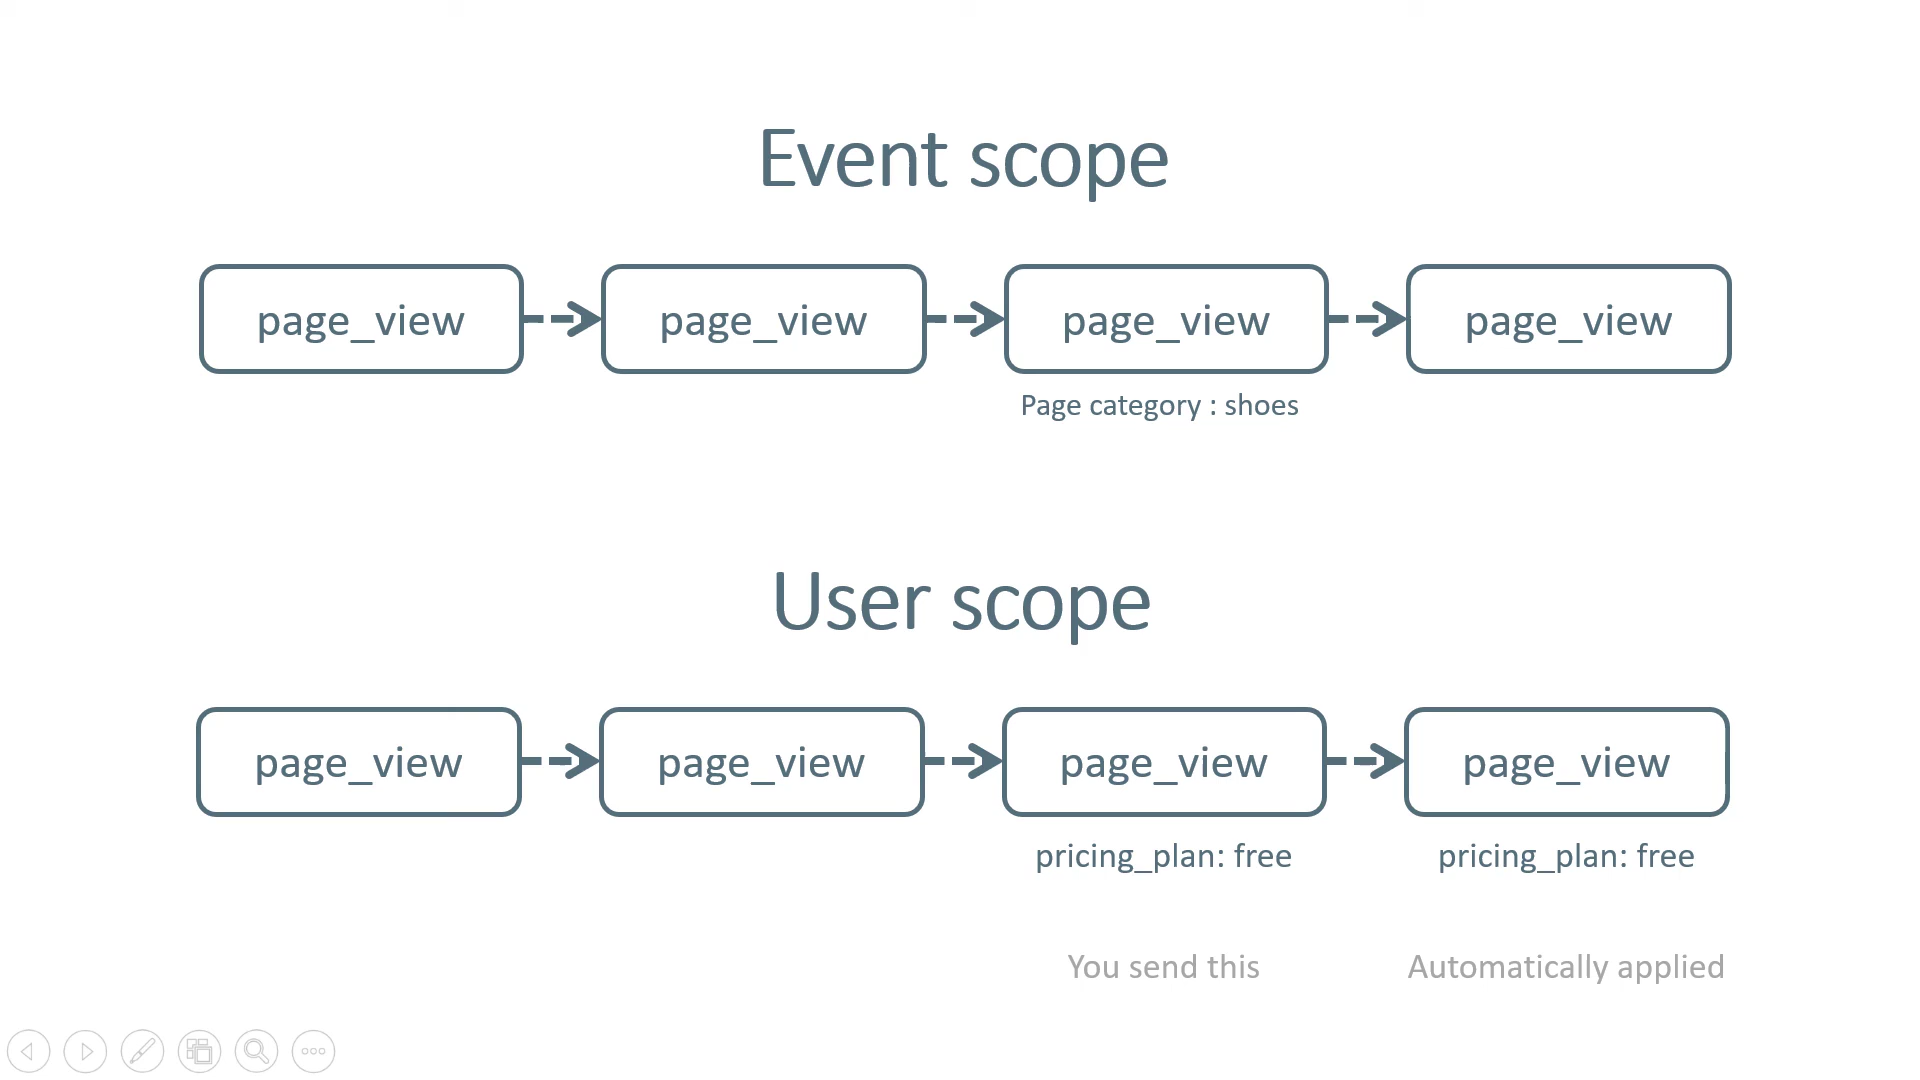 Event scope
page_view page_view page_view page_view
Page category : shoes
User scope
page_view page_view page_view page_view
pricing_plan: free pricing_plan: free
You send this Automatically applied